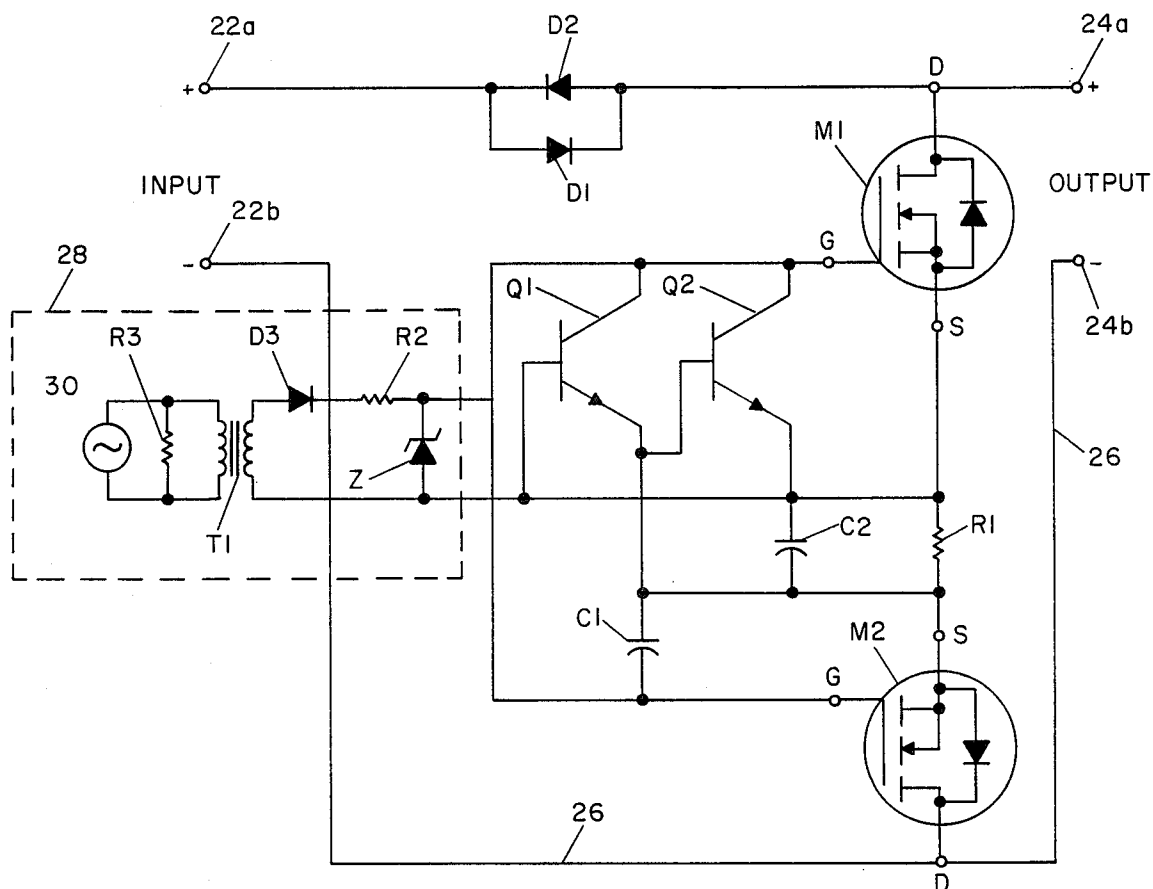 22a
D2
24a
D
+
+
M1
D1
INPUT
OUTPUT
22b
28
-
G
-
Q1
Q2
S
24b
R3
D3
R2
30
26
Z
T1
C2
R1
C1
M2
S
G
26
D